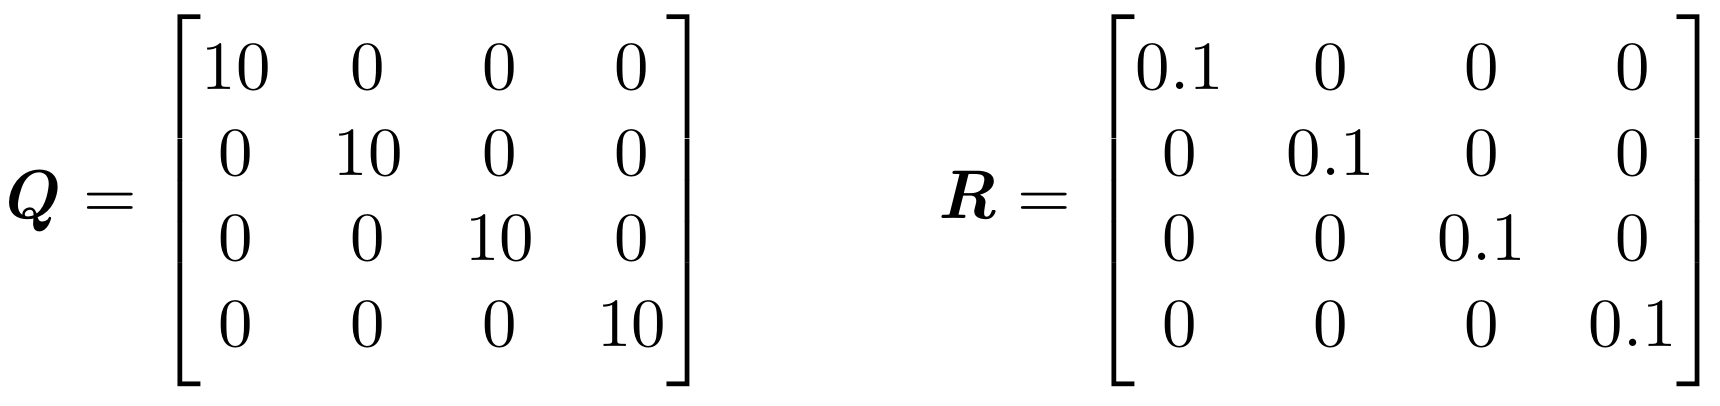 10 0 0 0 0.1 0 0 0
0 10 0 0 0 0.1 0 0
Q = R =
0 0 10 0 0 0 0.1 0
0 0 0 10 0 0 0 0.1